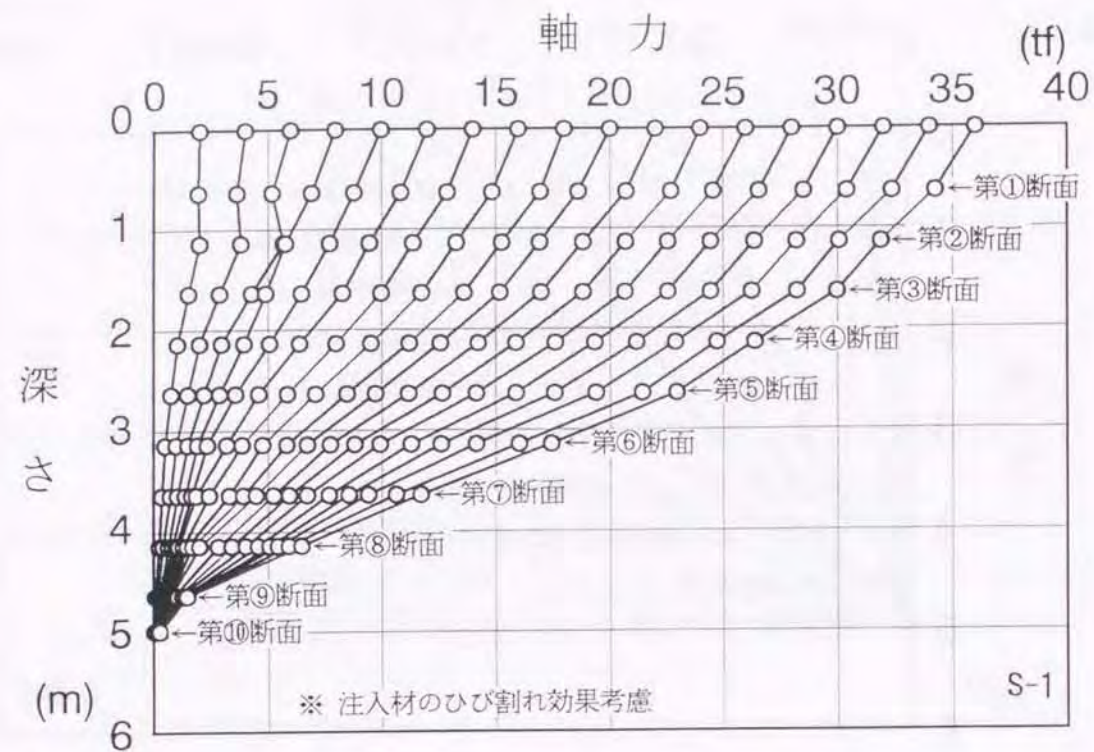 軸 力
(tf)
0 5 10 15 20 25 30 35 40
0
1
2
3
4
5
6
深さ
(m)
←第①断面
←第②断面
←第③断面
←第④断面
←第⑤断面
←第⑥断面
←第⑦断面
←第⑧断面
←第⑨断面
←第⑩断面
※ 注入材のひび割れ効果考慮
S-1